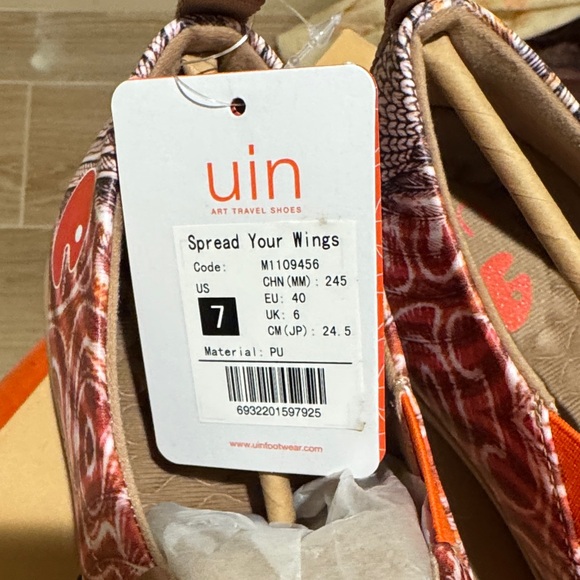 uin
ART TRAVEL SHOES
Spread Your Wings
Code: M1109456
US CHN(MM): 245
7 EU: 40
UK: 6
CM(JP): 24.5
Material: PU
6932201597925
www.uinfootwear.com